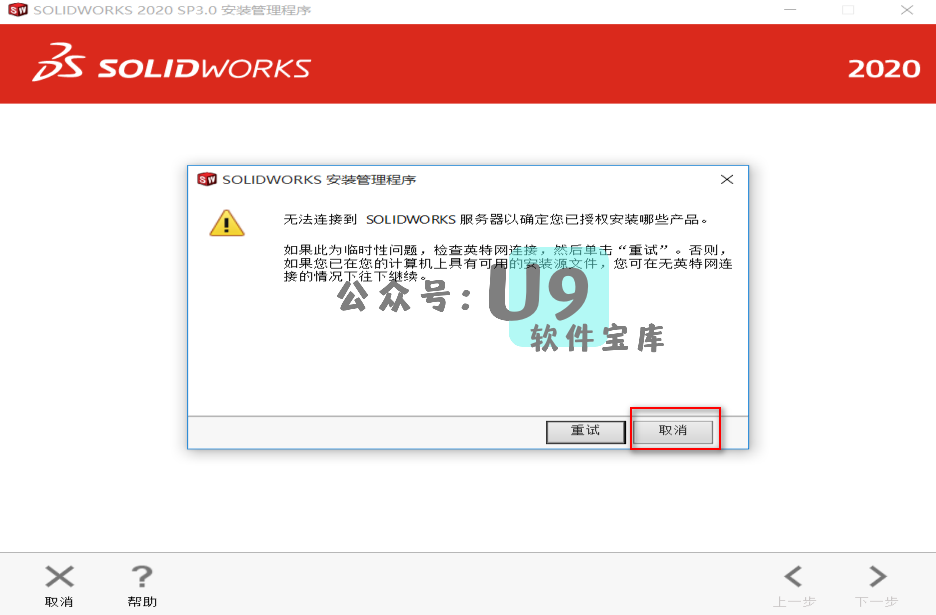 SOLIDWORKS 2020 SP3.0 安装管理程序
SOLIDWORKS
2020
SOLIDWORKS 安装管理程序
无法连接到 SOLIDWORKS 服务器以确定您已授权安装哪些产品。
如果此为临时性问题，检查英特网连接，然后单击“重试”。否则，
如果您已在您的计算机上具有可用的安装源文件，您可在无英特网连
接的情况下往下继续。
公众号：U9
软件宝库
重试
取消
取消
帮助
上一步
下一步